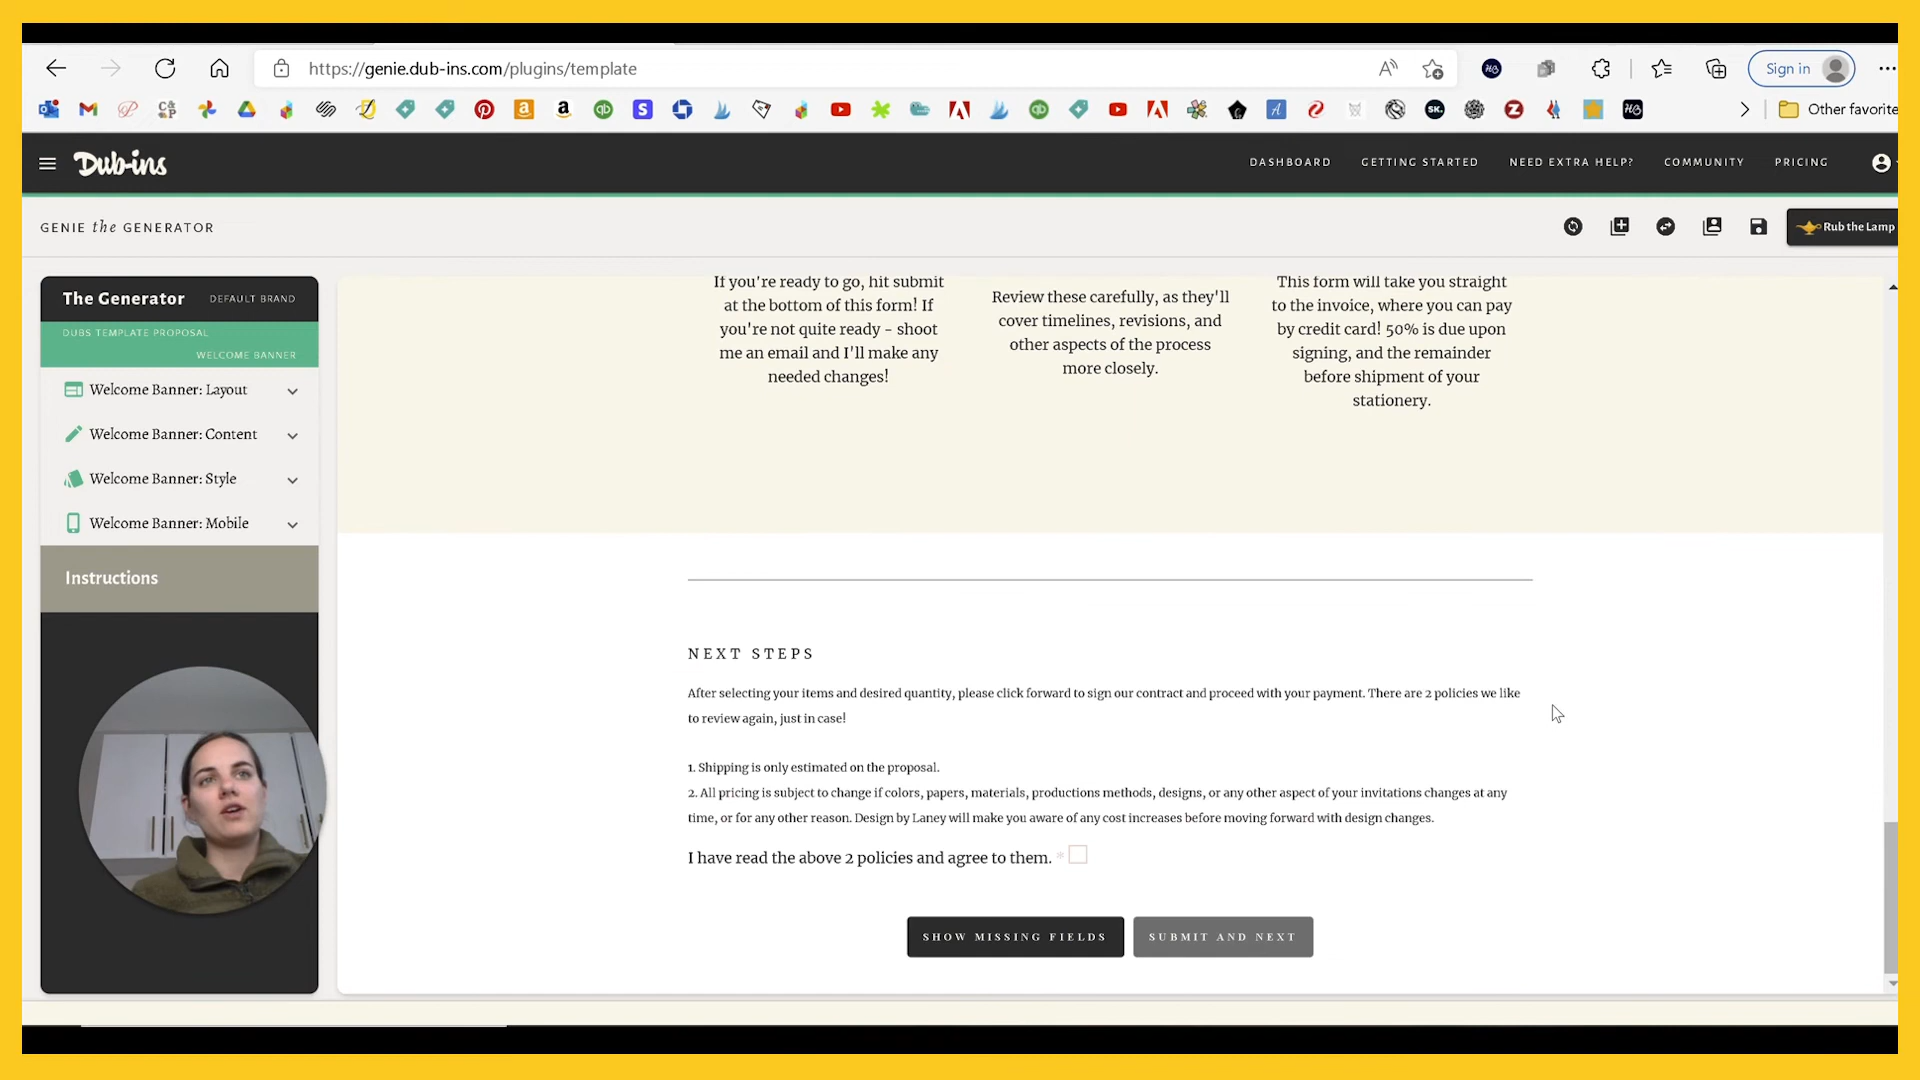 https://genie.dub-ins.com/plugins/template
Sign in
Other favorite
Dub-ins
DASHBOARD
GETTING STARTED
NEED EXTRA HELP?
COMMUNITY
PRICING
GENIE the GENERATOR
Rub the Lamp
The Generator
DEFAULT BRAND
DUBS TEMPLATE PROPOSAL
WELCOME BANNER
Welcome Banner: Layout
Welcome Banner: Content
Welcome Banner: Style
Welcome Banner: Mobile
Instructions
If you're ready to go, hit submit
at the bottom of this form! If
you're not quite ready - shoot
me an email and I'll make any
needed changes!
Review these carefully, as they'll
cover timelines, revisions, and
other aspects of the process
more closely.
This form will take you straight
to the invoice, where you can pay
by credit card! 50% is due upon
signing, and the remainder
before shipment of your
stationery.
NEXT STEPS
After selecting your items and desired quantity, please click forward to sign our contract and proceed with your payment. There are 2 policies we like
to review again, just in case!
1. Shipping is only estimated on the proposal.
2. All pricing is subject to change if colors, papers, materials, productions methods, designs, or any other aspect of your invitations changes at any
time, or for any other reason. Design by Laney will make you aware of any cost increases before moving forward with design changes.
I have read the above 2 policies and agree to them. *
SHOW MISSING FIELDS
SUBMIT AND NEXT